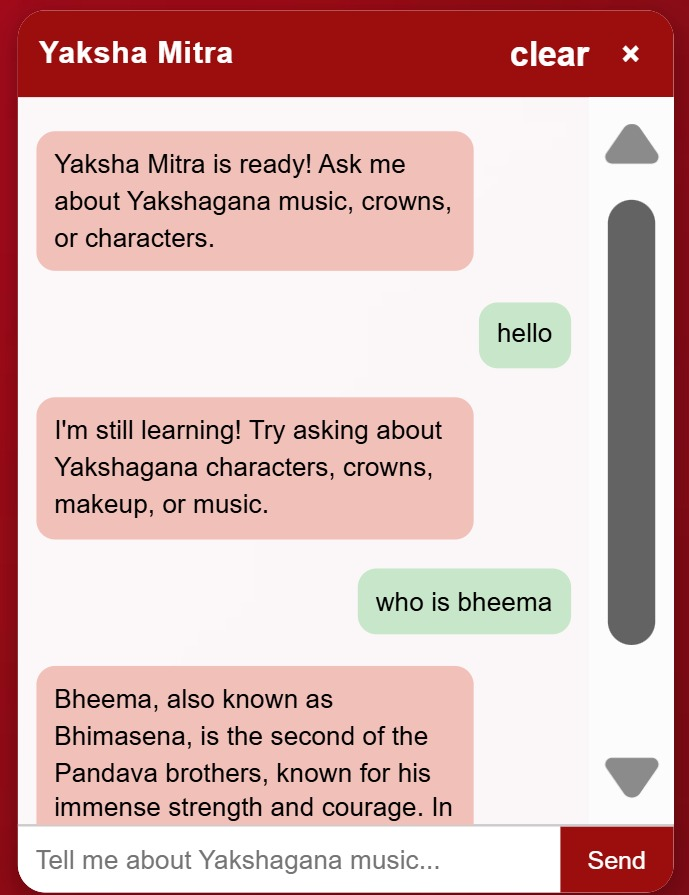 Yaksha Mitra clear ×
Yaksha Mitra is ready! Ask me
about Yakshagana music, crowns,
or characters.
hello
I'm still learning! Try asking about
Yakshagana characters, crowns,
makeup, or music.
who is bheema
Bheema, also known as
Bhimasena, is the second of the
Pandava brothers, known for his
immense strength and courage. In
Tell me about Yakshagana music...
Send